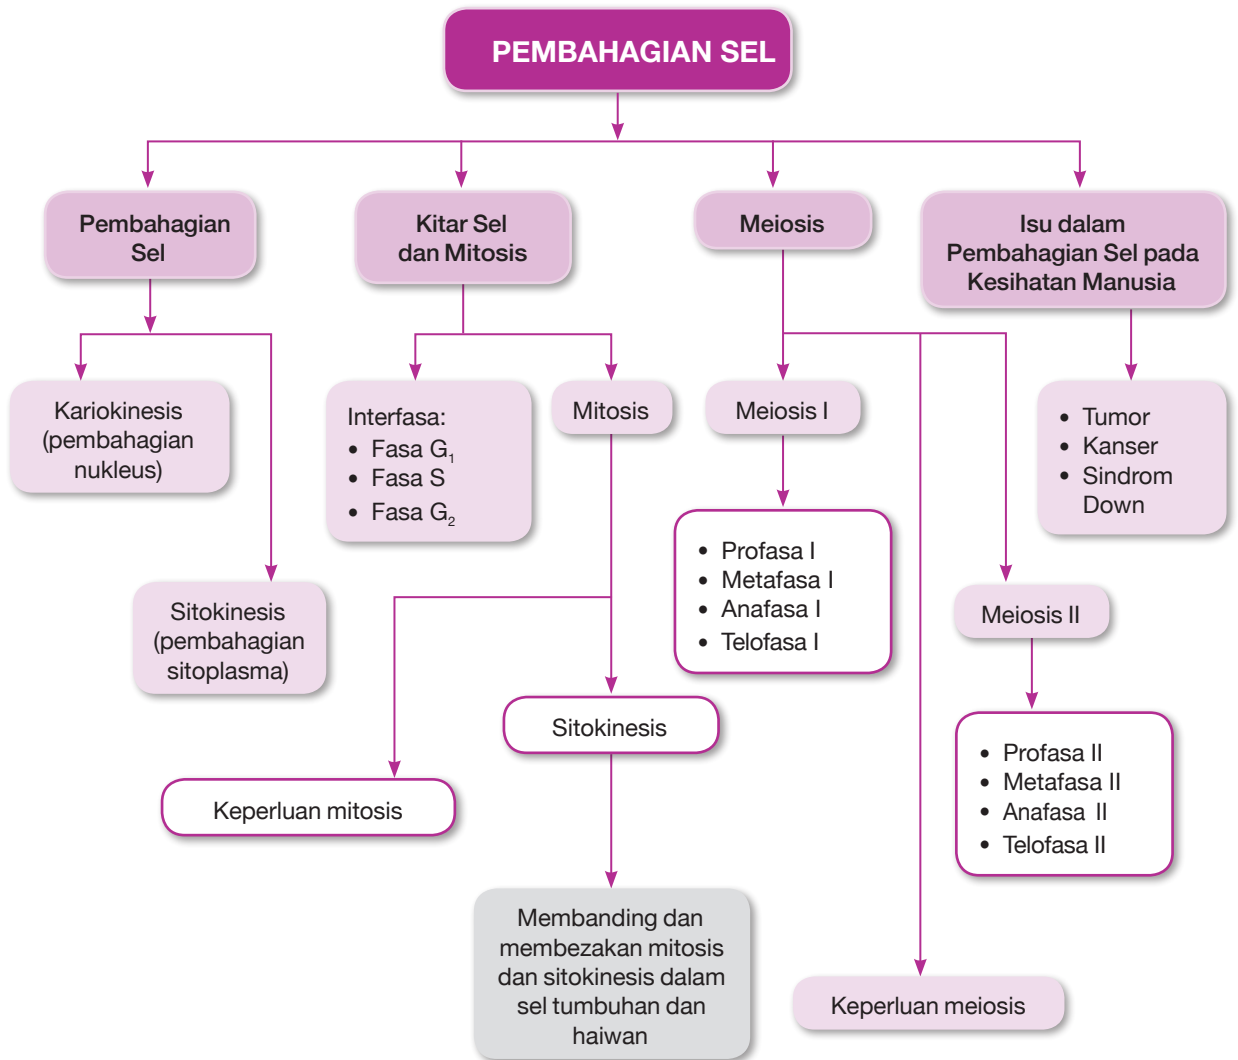 PEMBAHAGIAN SEL
Pembahagian
Sel
Kitar Sel
dan Mitosis
Meiosis
Isu dalam
Pembahagian Sel pada
Kesihatan Manusia
Kariokinesis
(pembahagian
nukleus)
Interfasa:
• Fasa G₁
• Fasa S
• Fasa G₂
Mitosis
Meiosis I
• Tumor
• Kanser
• Sindrom
Down
• Profasa I
• Metafasa I
• Anafasa I
• Telofasa I
Sitokinesis
(pembahagian
sitoplasma)
Meiosis II
Sitokinesis
Keperluan mitosis
• Profasa II
• Metafasa II
• Anafasa II
• Telofasa II
Membanding dan
membezakan mitosis
dan sitokinesis dalam
sel tumbuhan dan
haiwan
Keperluan meiosis